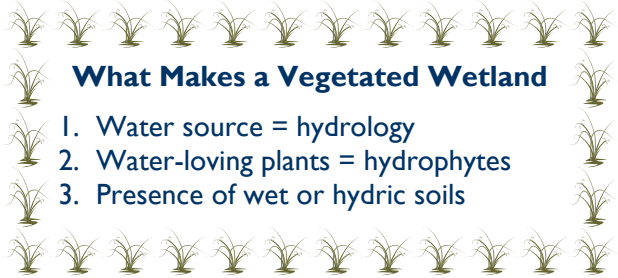 What Makes a Vegetated Wetland
1. Water source = hydrology
2. Water-loving plants = hydrophytes
3. Presence of wet or hydric soils